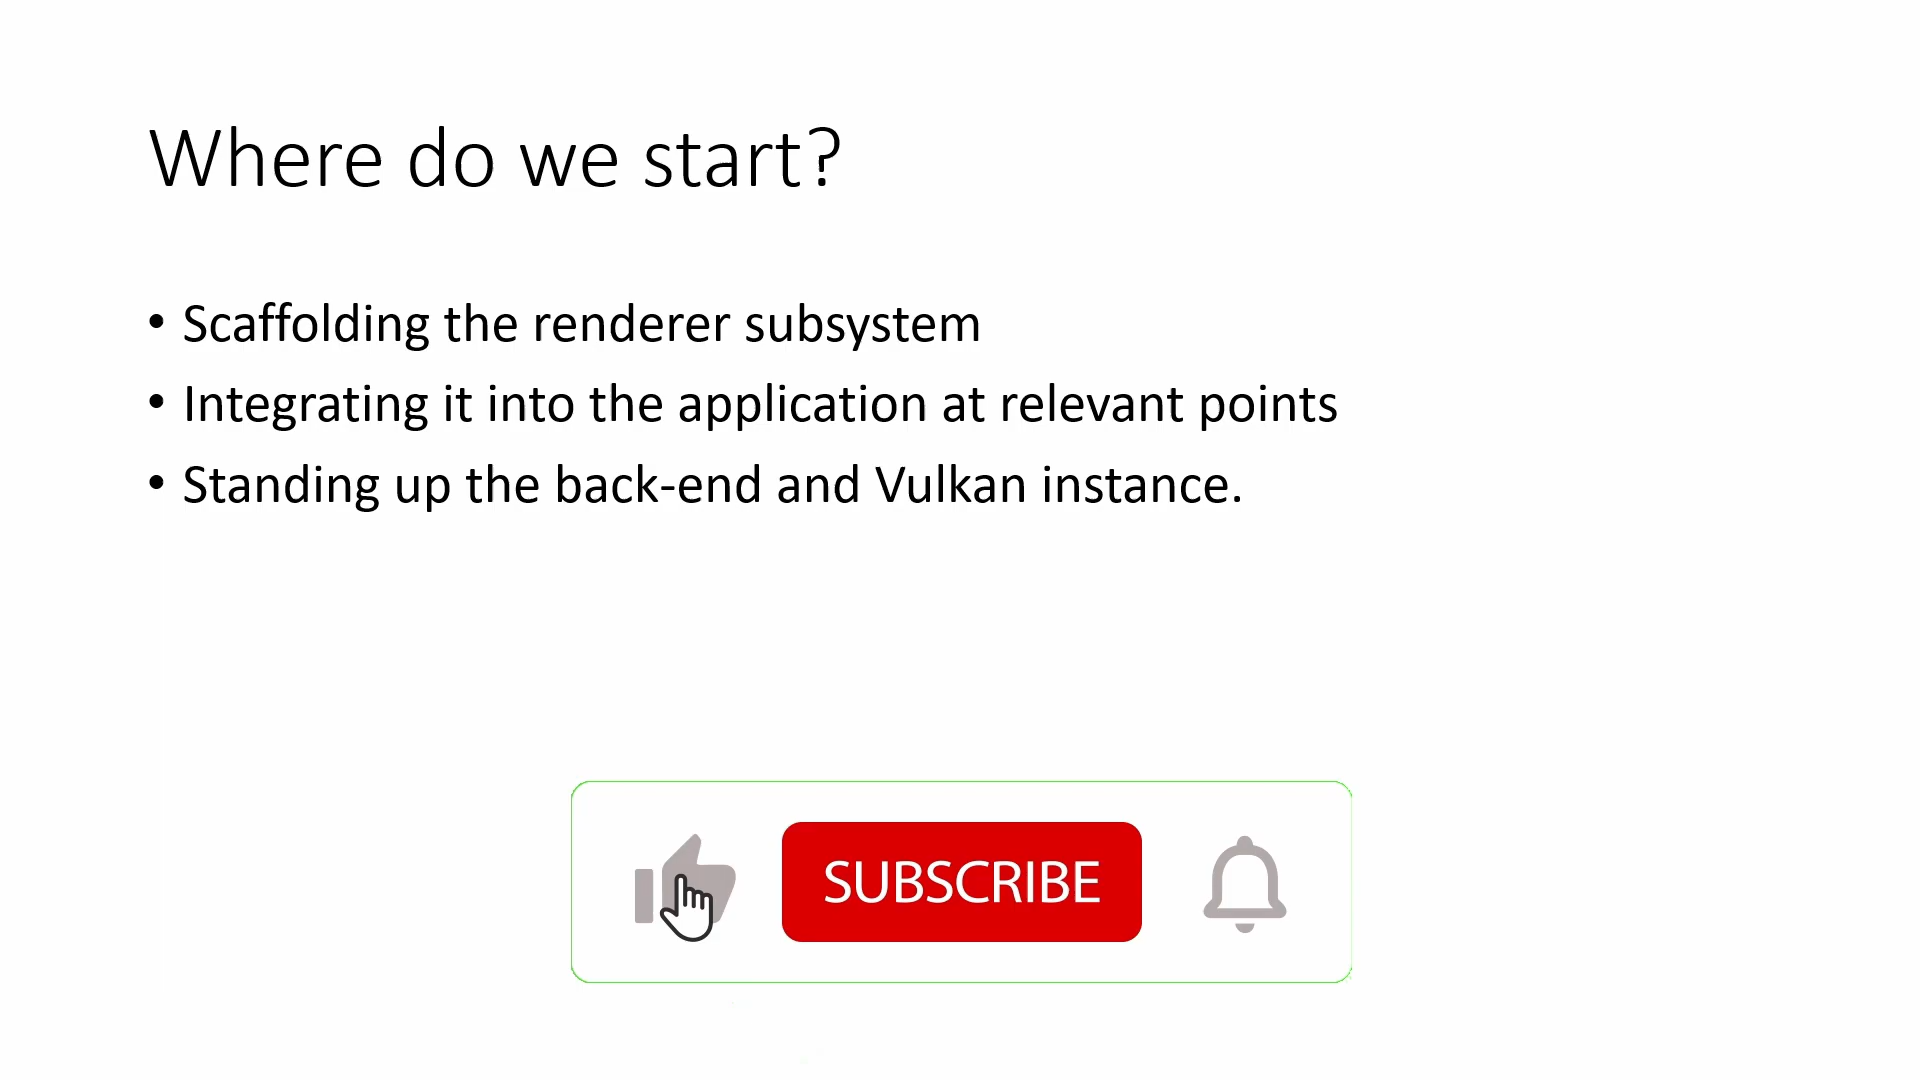 Where do we start?
• Scaffolding the renderer subsystem
• Integrating it into the application at relevant points
• Standing up the back-end and Vulkan instance.
SUBSCRIBE